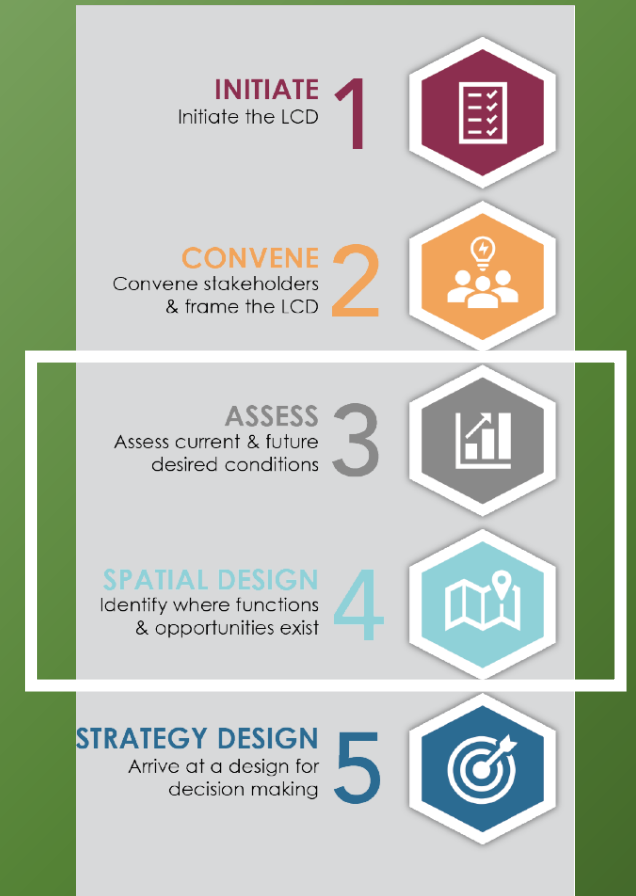 INITIATE
Initiate the LCD
1
CONVENE
Convene stakeholders
& frame the LCD
2
ASSESS
Assess current & future
desired conditions
3
SPATIAL DESIGN
Identify where functions
& opportunities exist
4
STRATEGY DESIGN
Arrive at a design for
decision making
5